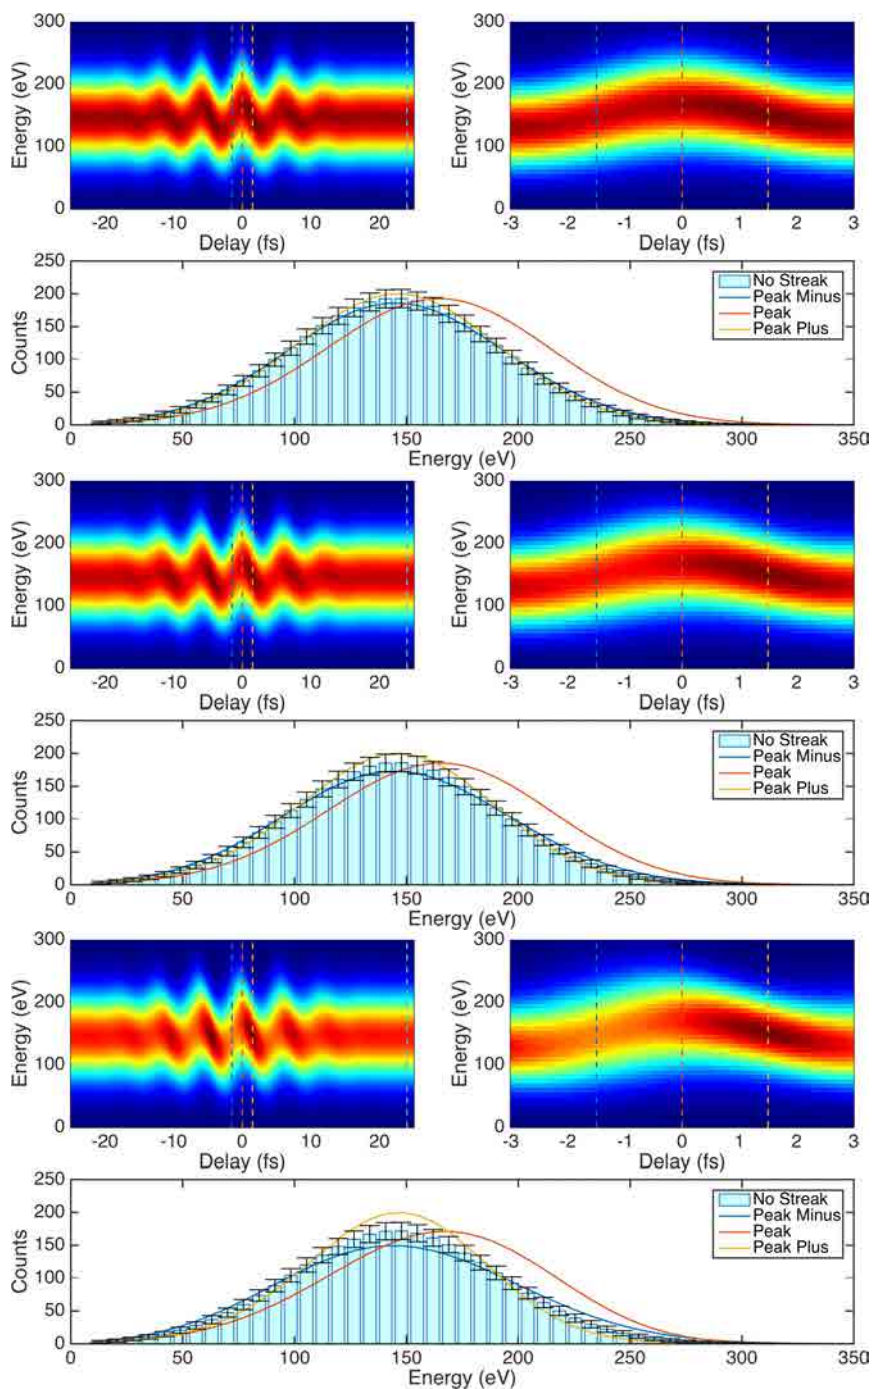 300
200
100
0
Energy (eV)
-20 -10 0 10 20
Delay (fs)
300
200
100
0
Energy (eV)
-3 -2 -1 0 1 2 3
Delay (fs)
250
200
150
100
50
0
Counts
No Streak
Peak Minus
Peak
Peak Plus
0 50 100 150 200 250 300 350
Energy (eV)
300
200
100
0
Energy (eV)
-20 -10 0 10 20
Delay (fs)
300
200
100
0
Energy (eV)
-3 -2 -1 0 1 2 3
Delay (fs)
250
200
150
100
50
0
Counts
No Streak
Peak Minus
Peak
Peak Plus
0 50 100 150 200 250 300 350
Energy (eV)
300
200
100
0
Energy (eV)
-20 -10 0 10 20
Delay (fs)
300
200
100
0
Energy (eV)
-3 -2 -1 0 1 2 3
Delay (fs)
250
200
150
100
50
0
Counts
No Streak
Peak Minus
Peak
Peak Plus
0 50 100 150 200 250 300 350
Energy (eV)